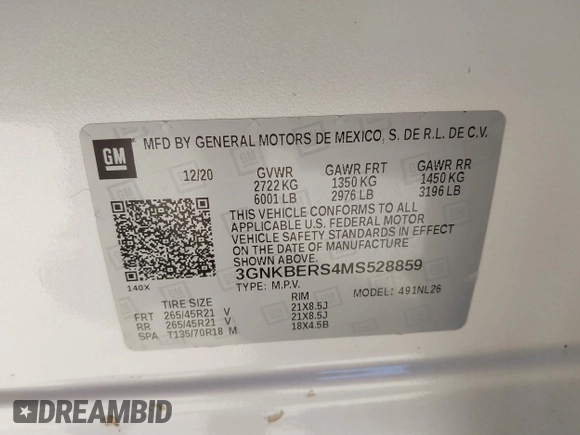 GM
MFD BY GENERAL MOTORS DE MEXICO, S. DE R.L. DE C.V.
12/20 GVWR GAWR FRT GAWR RR
2722 KG 1350 KG 1450 KG
6001 LB 2976 LB 3196 LB
THIS VEHICLE CONFORMS TO ALL
APPLICABLE U.S. FEDERAL MOTOR
VEHICLE SAFETY STANDARDS IN EFFECT
ON THE DATE OF MANUFACTURE
SHOWN ABOVE.
3GNKBERS4MS528859
140X
TYPE: M.P.V. MODEL: 491NL26
TIRE SIZE RIM
FRT 265/45R21 V 21X8.5J
RR 265/45R21 V 21X8.5J
SPA T135/70R18 M 18X4.5B
DREAMBID